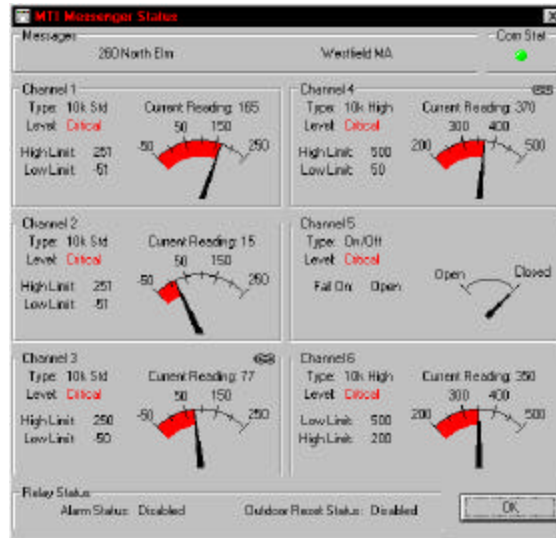 MT1 Messenger Status
Messages
260 North Elm
Westfield MA
Com Stat
Channel 1
Type: 10k Std
Current Reading: 165
Level: Critical
High Limit: 251
Low Limit: -51
-50 50 150 250
Channel 4
Type: 10k High
Current Reading: 370
Level: Critical
High Limit: 500
Low Limit: 50
200 300 400 500
Channel 2
Type: 10k Std
Current Reading: 15
Level: Critical
High Limit: 251
Low Limit: -51
-50 50 150 250
Channel 5
Type: On/Off
Level: Critical
Fail On: Open
Open Closed
Channel 3
Type: 10k Std
Current Reading: 77
Level: Critical
High Limit: 250
Low Limit: -50
-50 50 150 250
Channel 6
Type: 10k High
Current Reading: 350
Level: Critical
Low Limit: 500
High Limit: 200
200 300 400 500
Relay Status
Alarm Status: Disabled
Outdoor Reset Status: Disabled
OK